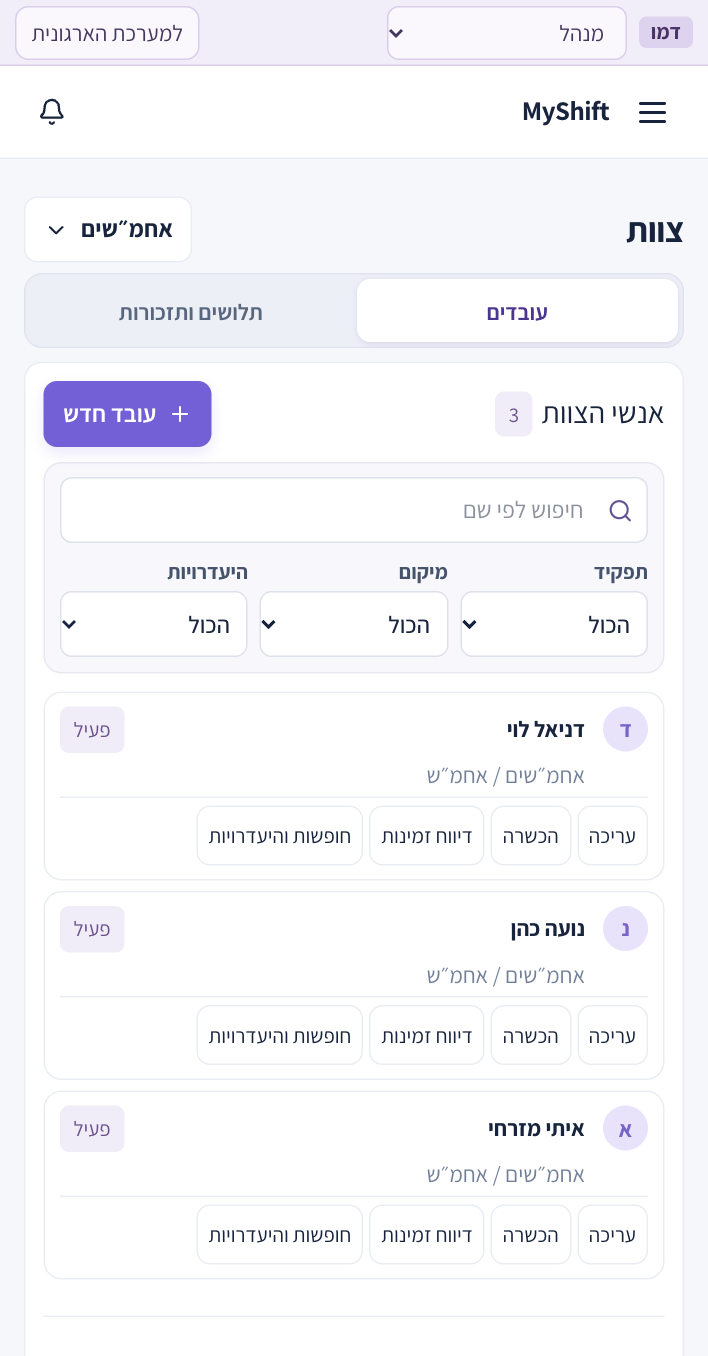 דמו מנהל למערכת הארגונית
MyShift
צוות אחמ״שים
עובדים תלושים ותזכורות
אנשי הצוות 3 + עובד חדש
חיפוש לפי שם
תפקיד מיקום היעדרויות
הכול הכול הכול
ד דניאל לוי פעיל
אחמ״שים / אחמ״ש
עריכה הכשרה דיווח זמינות חופשות והיעדרויות
נ נועה כהן פעיל
אחמ״שים / אחמ״ש
עריכה הכשרה דיווח זמינות חופשות והיעדרויות
א איתי מזרחי פעיל
אחמ״שים / אחמ״ש
עריכה הכשרה דיווח זמינות חופשות והיעדרויות